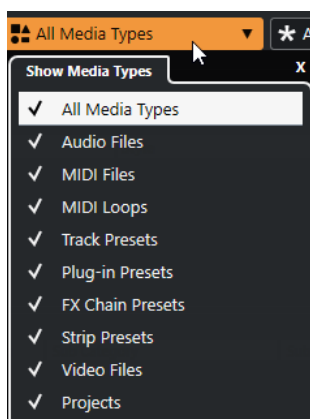 All Media Types A
Show Media Types X
All Media Types
Audio Files
MIDI Files
MIDI Loops
Track Presets
Plug-in Presets
FX Chain Presets
Strip Presets
Video Files
Projects